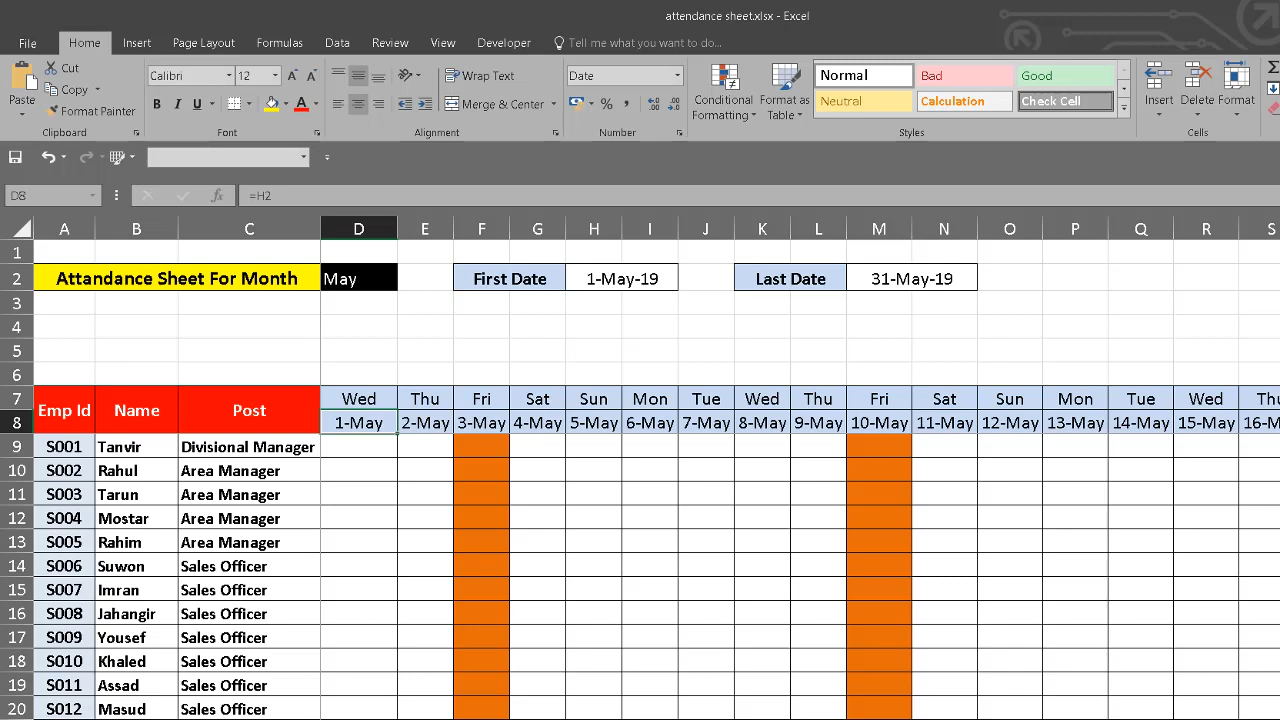 attendance sheet.xlsx - Excel
File Home Insert Page Layout Formulas Data Review View Developer Tell me what you want to do...
Paste Cut Copy Format Painter Clipboard
Calibri 12 B I U A Font
Wrap Text Merge & Center Alignment
Date % , Number
Conditional Formatting Format as Table
Normal Bad Good
Neutral Calculation Check Cell
Styles
Insert Delete Format Cells
D8 fx =H2
A B C D E F G H I J K L M N O P Q R S
1
2 Attandance Sheet For Month May First Date 1-May-19 Last Date 31-May-19
3
4
5
6
7 Emp Id Name Post Wed Thu Fri Sat Sun Mon Tue Wed Thu Fri Sat Sun Mon Tue Wed Thu
8 1-May 2-May 3-May 4-May 5-May 6-May 7-May 8-May 9-May 10-May 11-May 12-May 13-May 14-May 15-May 16-M
9 S001 Tanvir Divisional Manager
10 S002 Rahul Area Manager
11 S003 Tarun Area Manager
12 S004 Mostar Area Manager
13 S005 Rahim Area Manager
14 S006 Suwon Sales Officer
15 S007 Imran Sales Officer
16 S008 Jahangir Sales Officer
17 S009 Yousef Sales Officer
18 S010 Khaled Sales Officer
19 S011 Assad Sales Officer
20 S012 Masud Sales Officer